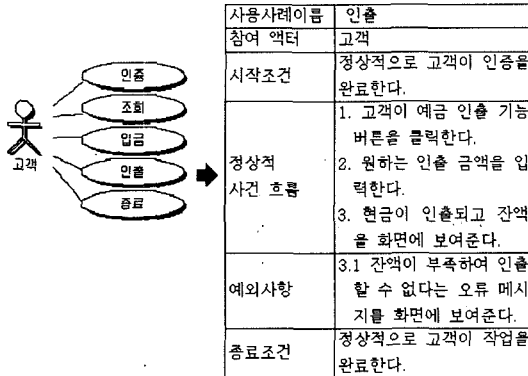 인증
조회
입금
인출
종료
고객
사용사례이름 인출
참여 액터 고객
시작조건
정상적으로 고객이 인증을
완료한다.
정상적
사건 흐름
1. 고객이 예금 인출 기능
버튼을 클릭한다.
2. 원하는 인출 금액을 입
력한다.
3. 현금이 인출되고 잔액
을 화면에 보여준다.
예외사항
3.1 잔액이 부족하여 인출
할 수 없다는 오류 메시
지를 화면에 보여준다.
종료조건
정상적으로 고객이 작업을
완료한다.